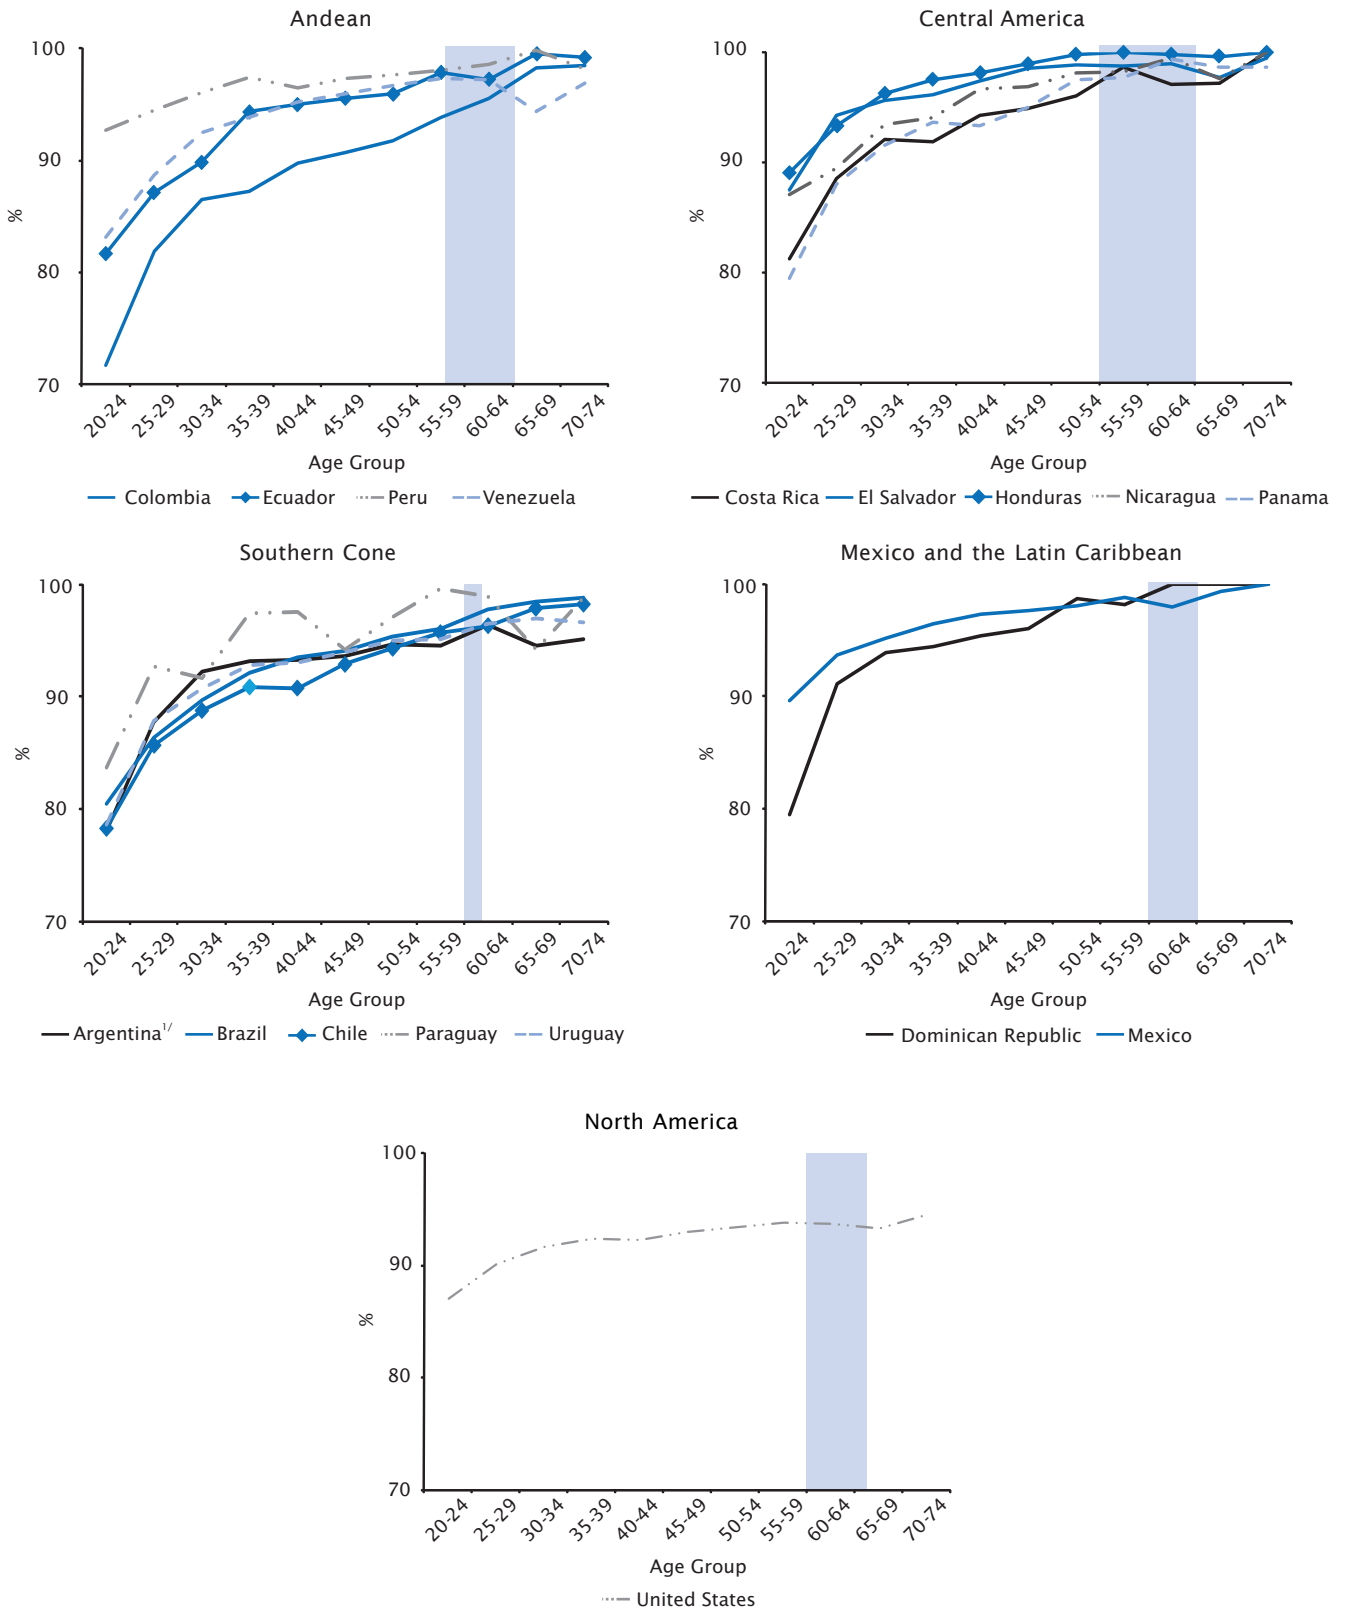 Andean
100
90
80
70
%
20-24 25-29 30-34 35-39 40-44 45-49 50-54 55-59 60-64 65-69 70-74
Age Group
Colombia Ecuador Peru Venezuela
Central America
100
90
80
70
%
20-24 25-29 30-34 35-39 40-44 45-49 50-54 55-59 60-64 65-69 70-74
Age Group
Costa Rica El Salvador Honduras Nicaragua Panama
Southern Cone
100
90
80
70
%
20-24 25-29 30-34 35-39 40-44 45-49 50-54 55-59 60-64 65-69 70-74
Age Group
Argentina1/ Brazil Chile Paraguay Uruguay
Mexico and the Latin Caribbean
100
90
80
70
%
20-24 25-29 30-34 35-39 40-44 45-49 50-54 55-59 60-64 65-69 70-74
Age Group
Dominican Republic Mexico
North America
100
90
80
70
%
20-24 25-29 30-34 35-39 40-44 45-49 50-54 55-59 60-64 65-69 70-74
Age Group
United States